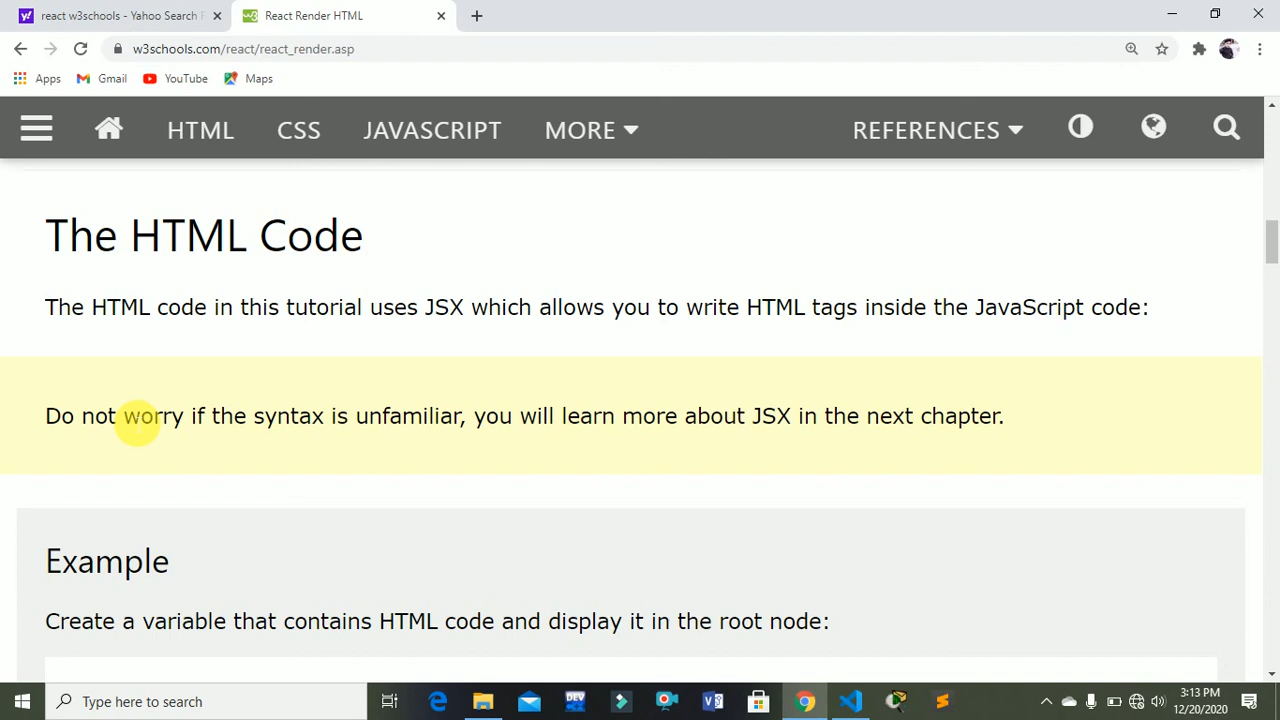 react w3schools - Yahoo Search R
React Render HTML
w3schools.com/react/react_render.asp
Apps
Gmail
YouTube
Maps
HTML
CSS
JAVASCRIPT
MORE
REFERENCES
The HTML Code
The HTML code in this tutorial uses JSX which allows you to write HTML tags inside the JavaScript code:
Do not worry if the syntax is unfamiliar, you will learn more about JSX in the next chapter.
Example
Create a variable that contains HTML code and display it in the root node:
Type here to search
DEV
3:13 PM
12/20/2020